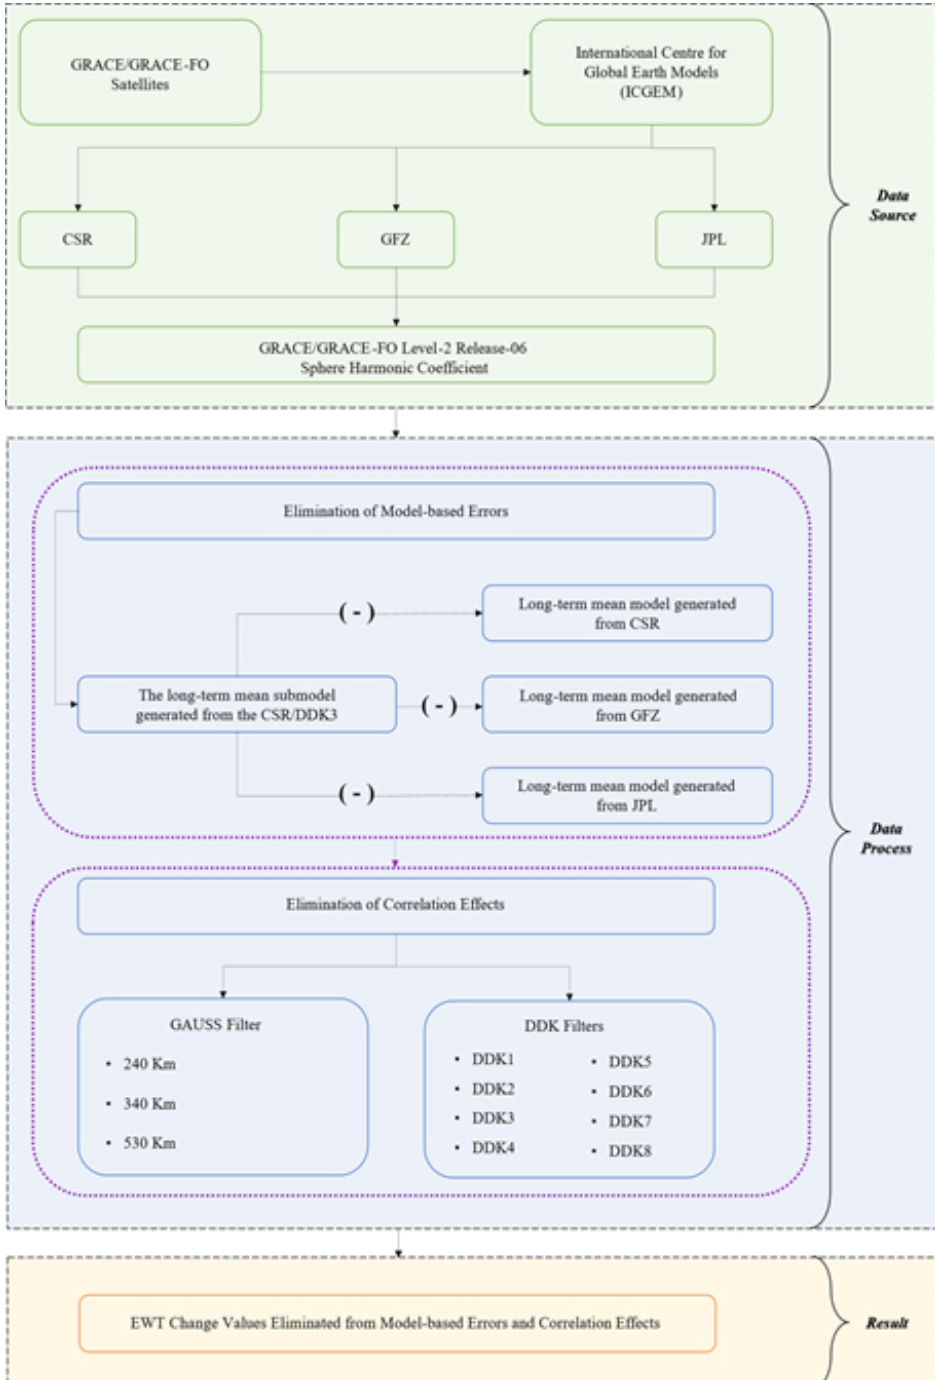 GRACE/GRACE-FO
Satellites
International Centre for
Global Earth Models
(ICGEM)
CSR
GFZ
JPL
Data
Source
GRACE/GRACE-FO Level-2 Release-06
Sphere Harmonic Coefficient
Elimination of Model-based Errors
(-)
Long-term mean model generated
from CSR
The long-term mean submodel
generated from the CSR/DDK3
(-)
Long-term mean model generated
from GFZ
(-)
Long-term mean model generated
from JPL
Data
Process
Elimination of Correlation Effects
GAUSS Filter
• 240 Km
• 340 Km
• 530 Km
DDK Filters
• DDK1
• DDK2
• DDK3
• DDK4
• DDK5
• DDK6
• DDK7
• DDK8
EWT Change Values Eliminated from Model-based Errors and Correlation Effects
Result